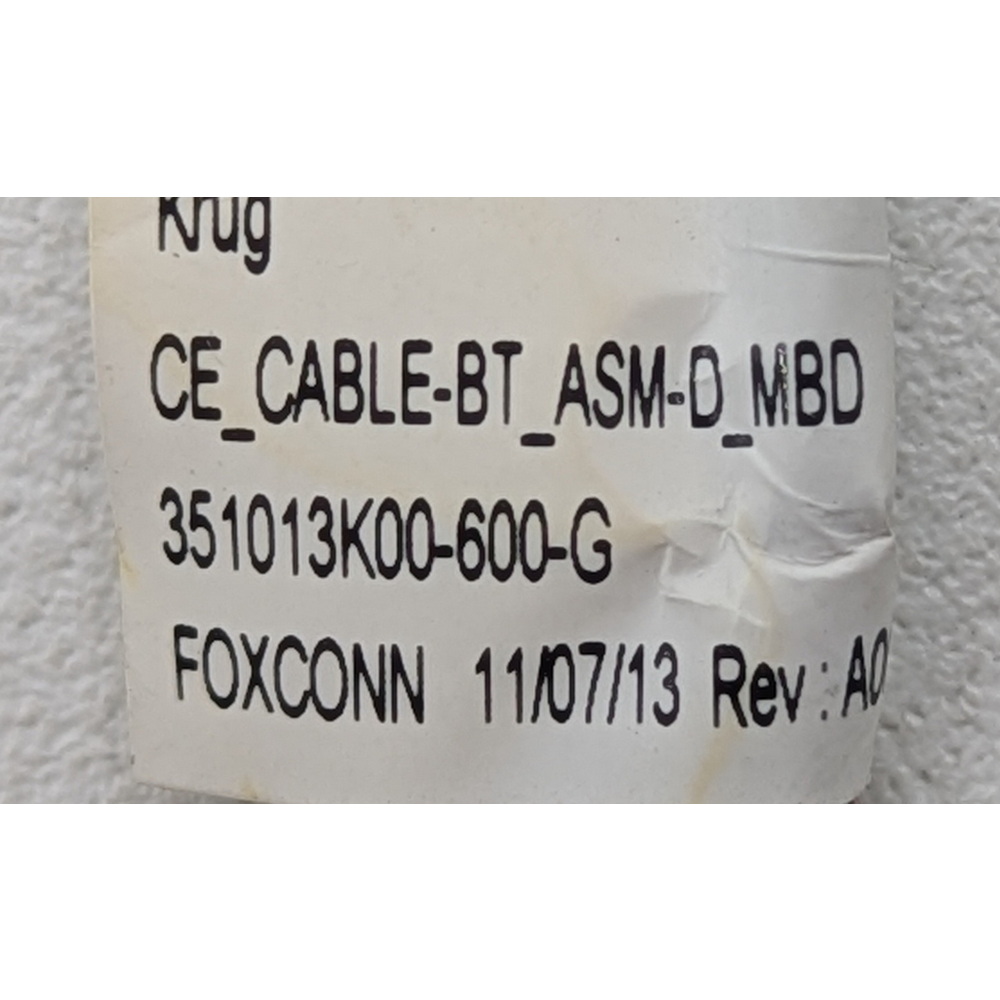 Krug
CE_CABLE-BT_ASM-D_MBD
351013K00-600-G
FOXCONN 11/07/13 Rev : A0